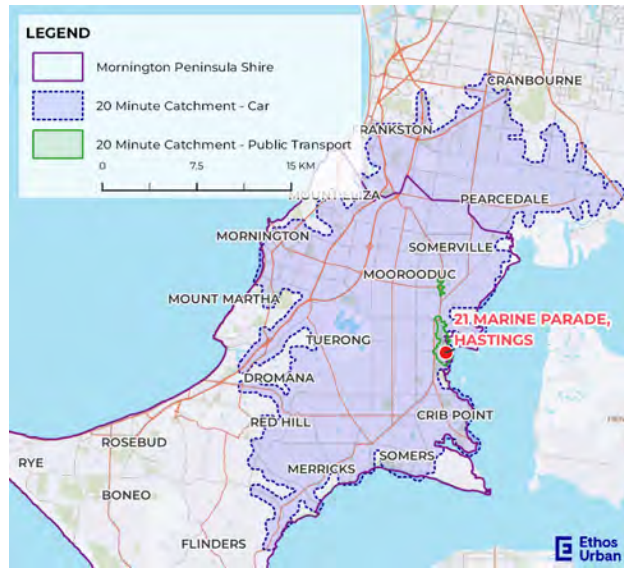 LEGEND
Mornington Peninsula Shire
20 Minute Catchment - Car
20 Minute Catchment - Public Transport
0 7.5 15 KM
CRANBOURNE
RANKSTON
MOUNT ELIZA
PEARCEDALE
MORNINGTON
SOMERVILLE
MOOROODUC
MOUNT MARTHA
21 MARINE PARADE,
HASTINGS
TUERONG
DROMANA
CRIB POINT
RED HILL
ROSEBUD
SOMERS
RYE
MERRICKS
BONEO
FLINDERS
Ethos
Urban